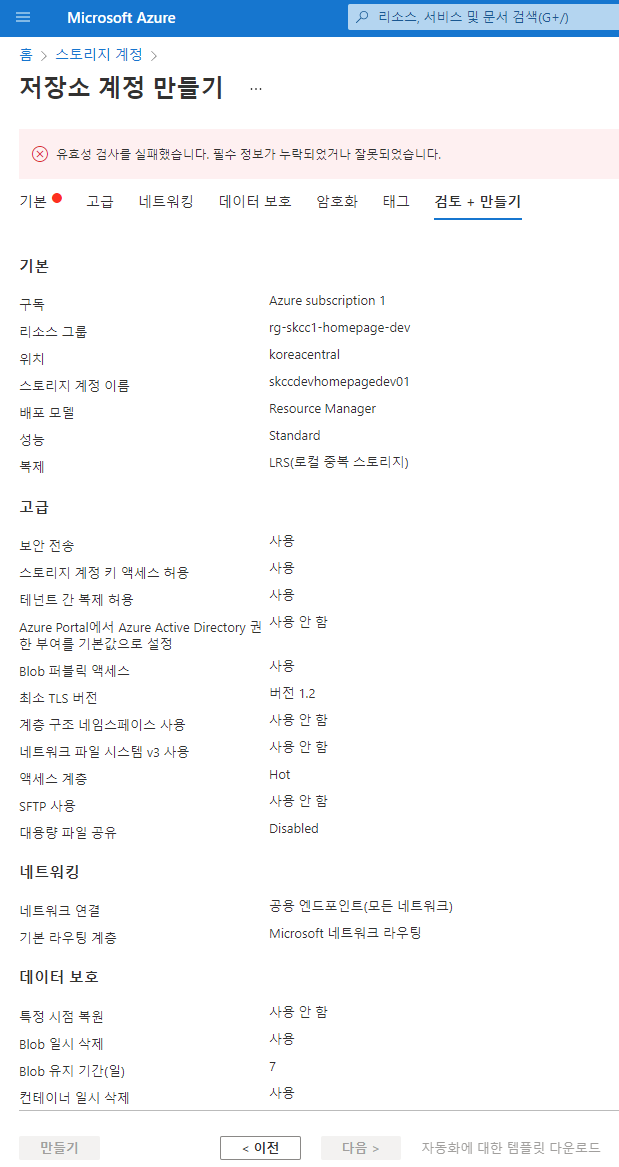 Microsoft Azure
리소스, 서비스 및 문서 검색(G+/)
홈 > 스토리지 계정 >
저장소 계정 만들기 ...
유효성 검사를 실패했습니다. 필수 정보가 누락되었거나 잘못되었습니다.
기본 고급 네트워킹 데이터 보호 암호화 태그 검토 + 만들기
기본
구독 Azure subscription 1
리소스 그룹 rg-skcc1-homepage-dev
위치 koreacentral
스토리지 계정 이름 skccdevhomepagedev01
배포 모델 Resource Manager
성능 Standard
복제 LRS(로컬 중복 스토리지)
고급
보안 전송 사용
스토리지 계정 키 액세스 허용 사용
테넌트 간 복제 허용 사용
Azure Portal에서 Azure Active Directory 권 사용 안 함
한 부여를 기본값으로 설정
Blob 퍼블릭 액세스 사용
최소 TLS 버전 버전 1.2
계층 구조 네임스페이스 사용 사용 안 함
네트워크 파일 시스템 v3 사용 사용 안 함
액세스 계층 Hot
SFTP 사용 사용 안 함
대용량 파일 공유 Disabled
네트워킹
네트워크 연결 공용 엔드포인트(모든 네트워크)
기본 라우팅 계층 Microsoft 네트워크 라우팅
데이터 보호
특정 시점 복원 사용 안 함
Blob 일시 삭제 사용
Blob 유지 기간(일) 7
컨테이너 일시 삭제 사용
만들기 < 이전 다음 > 자동화에 대한 템플릿 다운로드